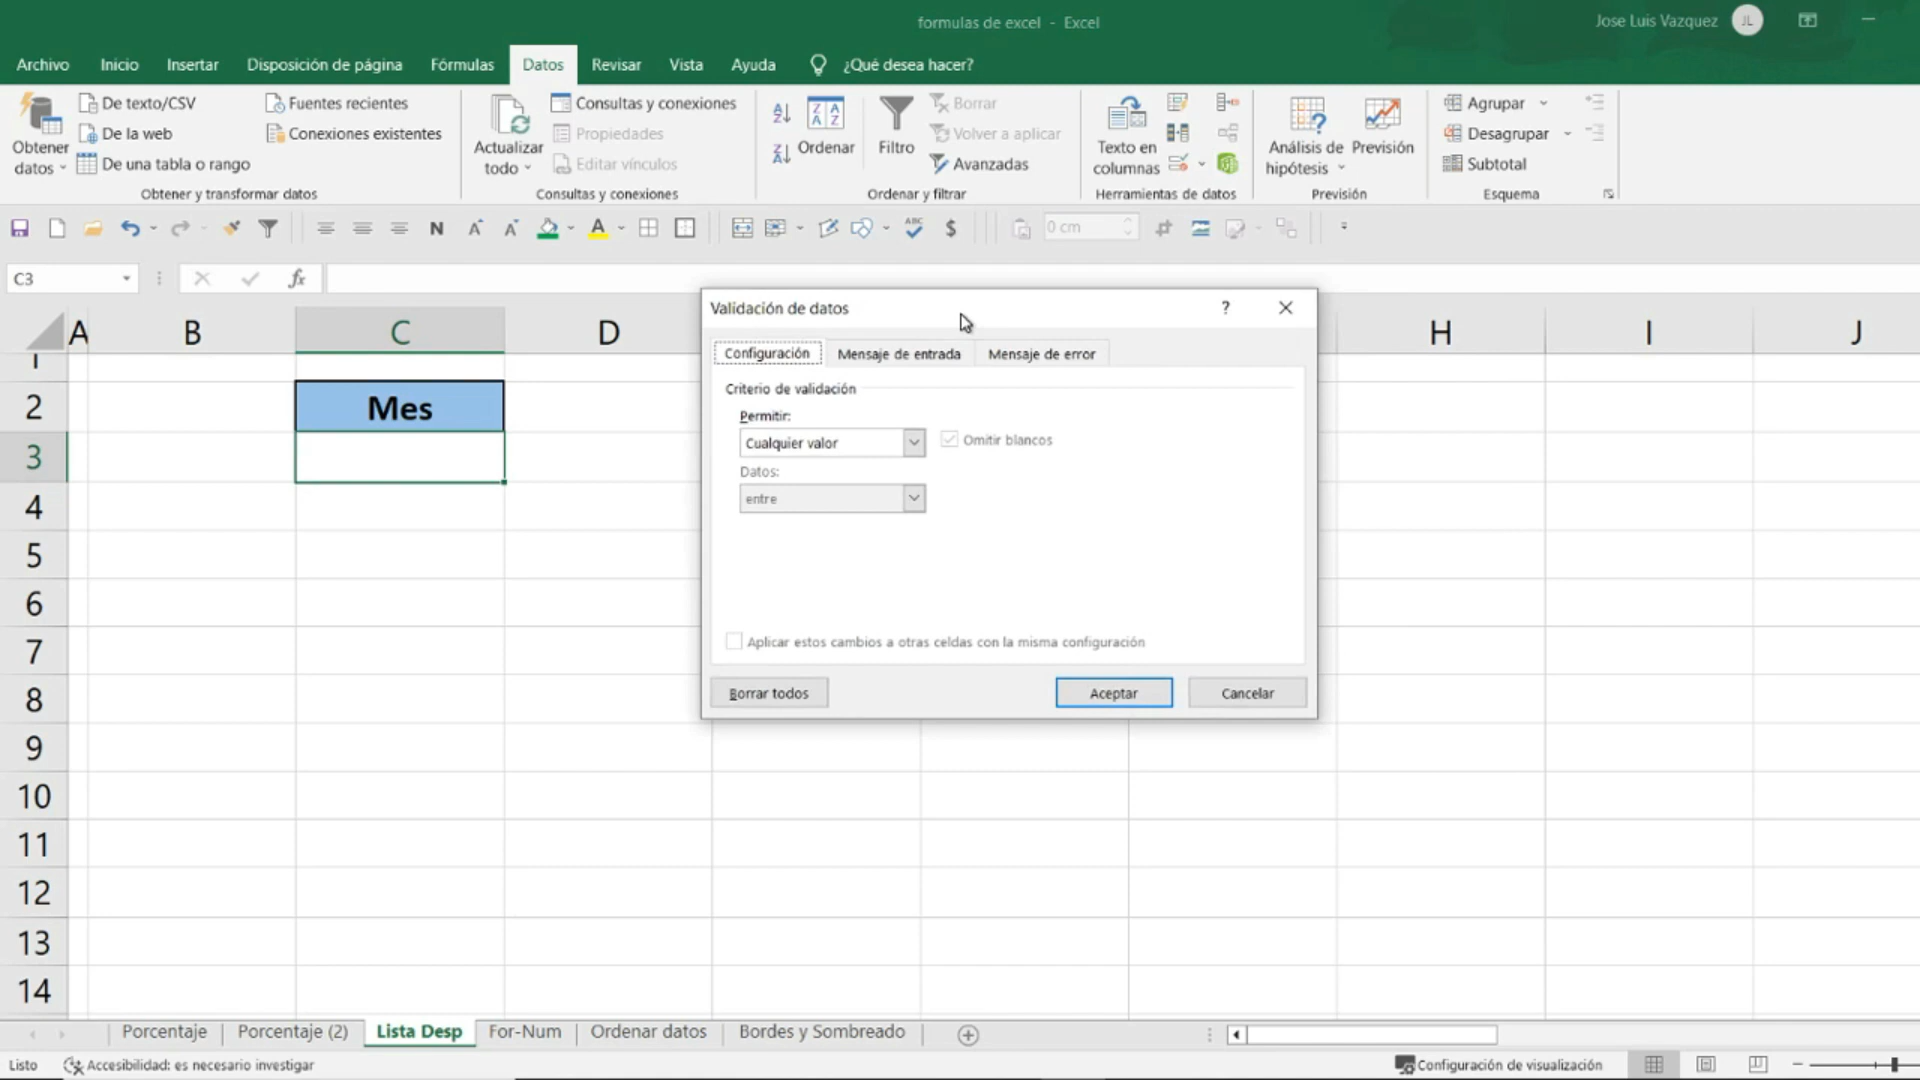 formulas de excel - Excel
Jose Luis Vazquez JL
Archivo Inicio Insertar Disposición de página Fórmulas Datos Revisar Vista Ayuda ¿Qué desea hacer?
Obtener datos
De texto/CSV
De la web
De una tabla o rango
Fuentes recientes
Conexiones existentes
Obtener y transformar datos
Actualizar todo
Consultas y conexiones
Propiedades
Editar vínculos
Consultas y conexiones
Ordenar
Filtro
Borrar
Volver a aplicar
Avanzadas
Ordenar y filtrar
Texto en columnas
Herramientas de datos
Análisis de hipótesis
Previsión
Previsión
Agrupar
Desagrupar
Subtotal
Esquema
N A A A ABC $ 0 cm
C3 fx
A B C D H I J
1
2 Mes
3
4
5
6
7
8
9
10
11
12
13
14
Validación de datos ?
Configuración Mensaje de entrada Mensaje de error
Criterio de validación
Permitir:
Cualquier valor Omitir blancos
Datos:
entre
Aplicar estos cambios a otras celdas con la misma configuración
Borrar todos Aceptar Cancelar
Porcentaje Porcentaje (2) Lista Desp For-Num Ordenar datos Bordes y Sombreado
Listo Accesibilidad: es necesario investigar Configuración de visualización